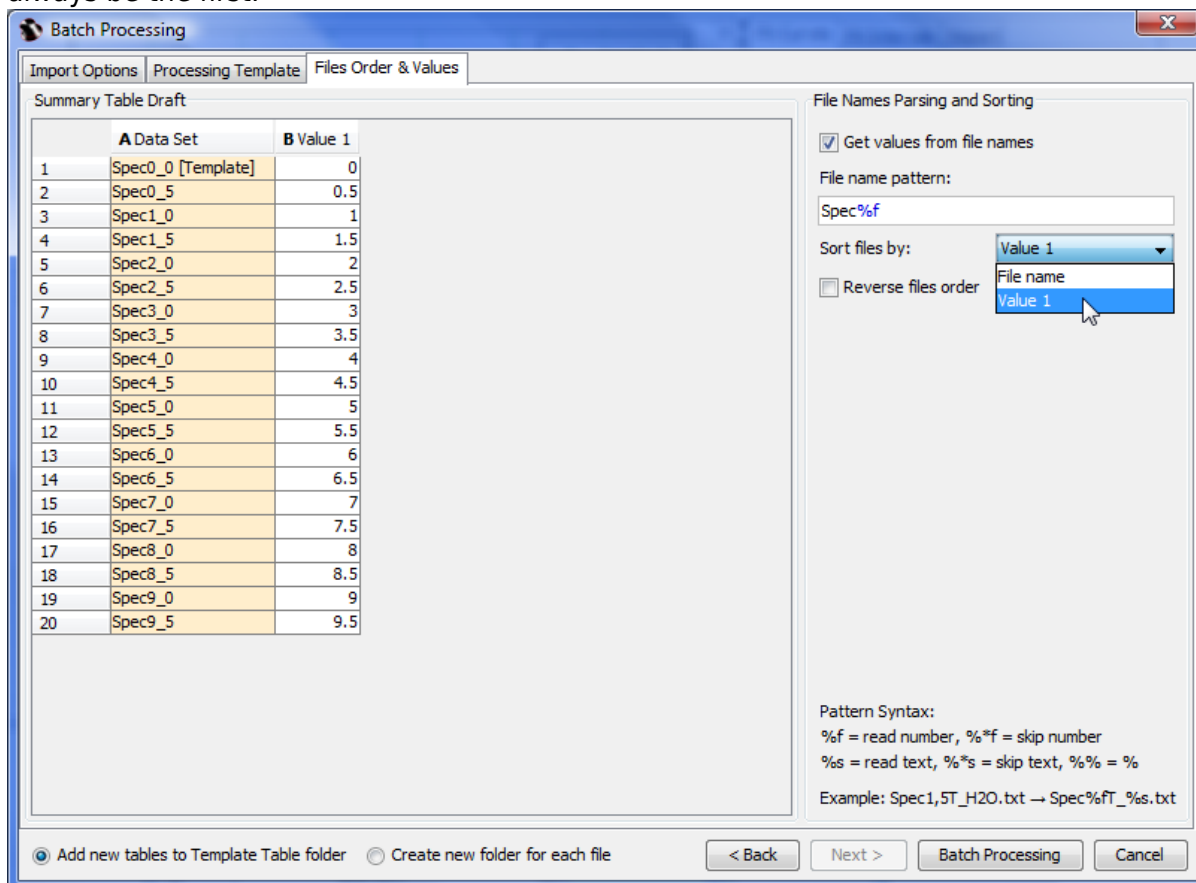 always be the first.
Batch Processing
Import Options Processing Template Files Order & Values
Summary Table Draft
A Data Set B Value 1
1 Spec0_0 [Template] 0
2 Spec0_5 0.5
3 Spec1_0 1
4 Spec1_5 1.5
5 Spec2_0 2
6 Spec2_5 2.5
7 Spec3_0 3
8 Spec3_5 3.5
9 Spec4_0 4
10 Spec4_5 4.5
11 Spec5_0 5
12 Spec5_5 5.5
13 Spec6_0 6
14 Spec6_5 6.5
15 Spec7_0 7
16 Spec7_5 7.5
17 Spec8_0 8
18 Spec8_5 8.5
19 Spec9_0 9
20 Spec9_5 9.5
File Names Parsing and Sorting
Get values from file names
File name pattern:
Spec%f
Sort files by: Value 1
File name
Reverse files order
Value 1
Pattern Syntax:
%f = read number, %*f = skip number
%s = read text, %*s = skip text, %% = %
Example: Spec1,5T_H2O.txt → Spec%fT_%s.txt
Add new tables to Template Table folder Create new folder for each file < Back Next > Batch Processing Cancel